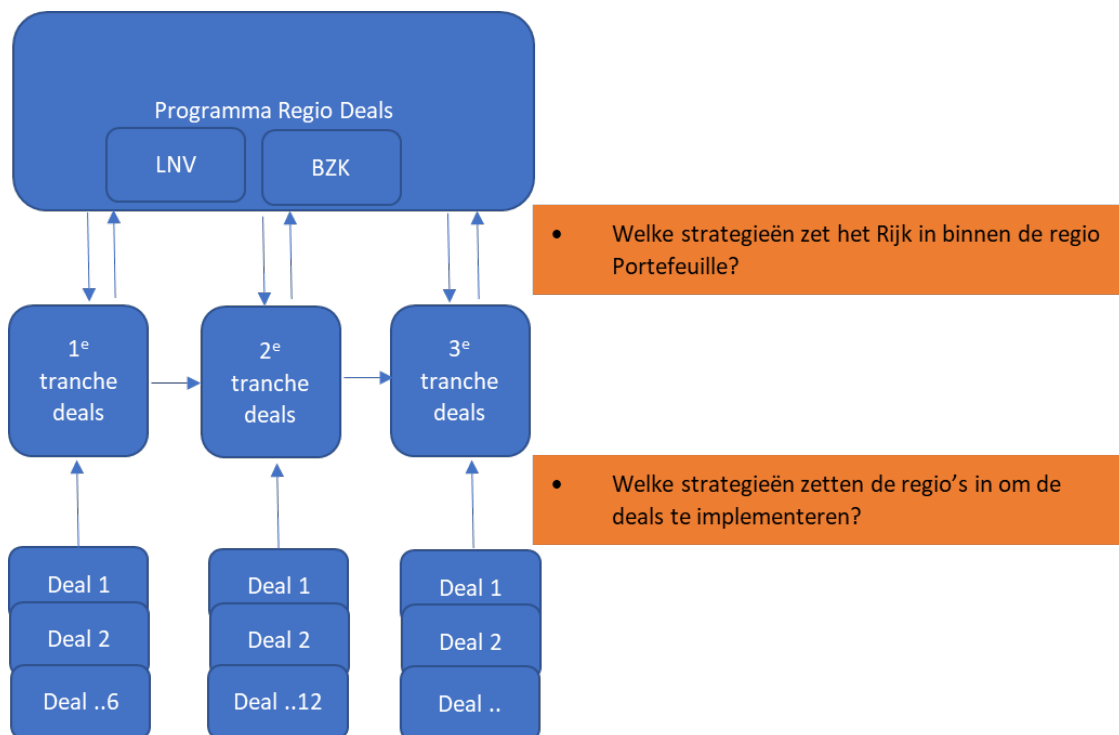 Programma Regio Deals
LNV
BZK
• Welke strategieën zet het Rijk in binnen de regio
Portefeuille?
1e
tranche
deals
2e
tranche
deals
3e
tranche
deals
• Welke strategieën zetten de regio's in om de
deals te implementeren?
Deal 1
Deal 2
Deal ..6
Deal 1
Deal 2
Deal ..12
Deal 1
Deal 2
Deal ..